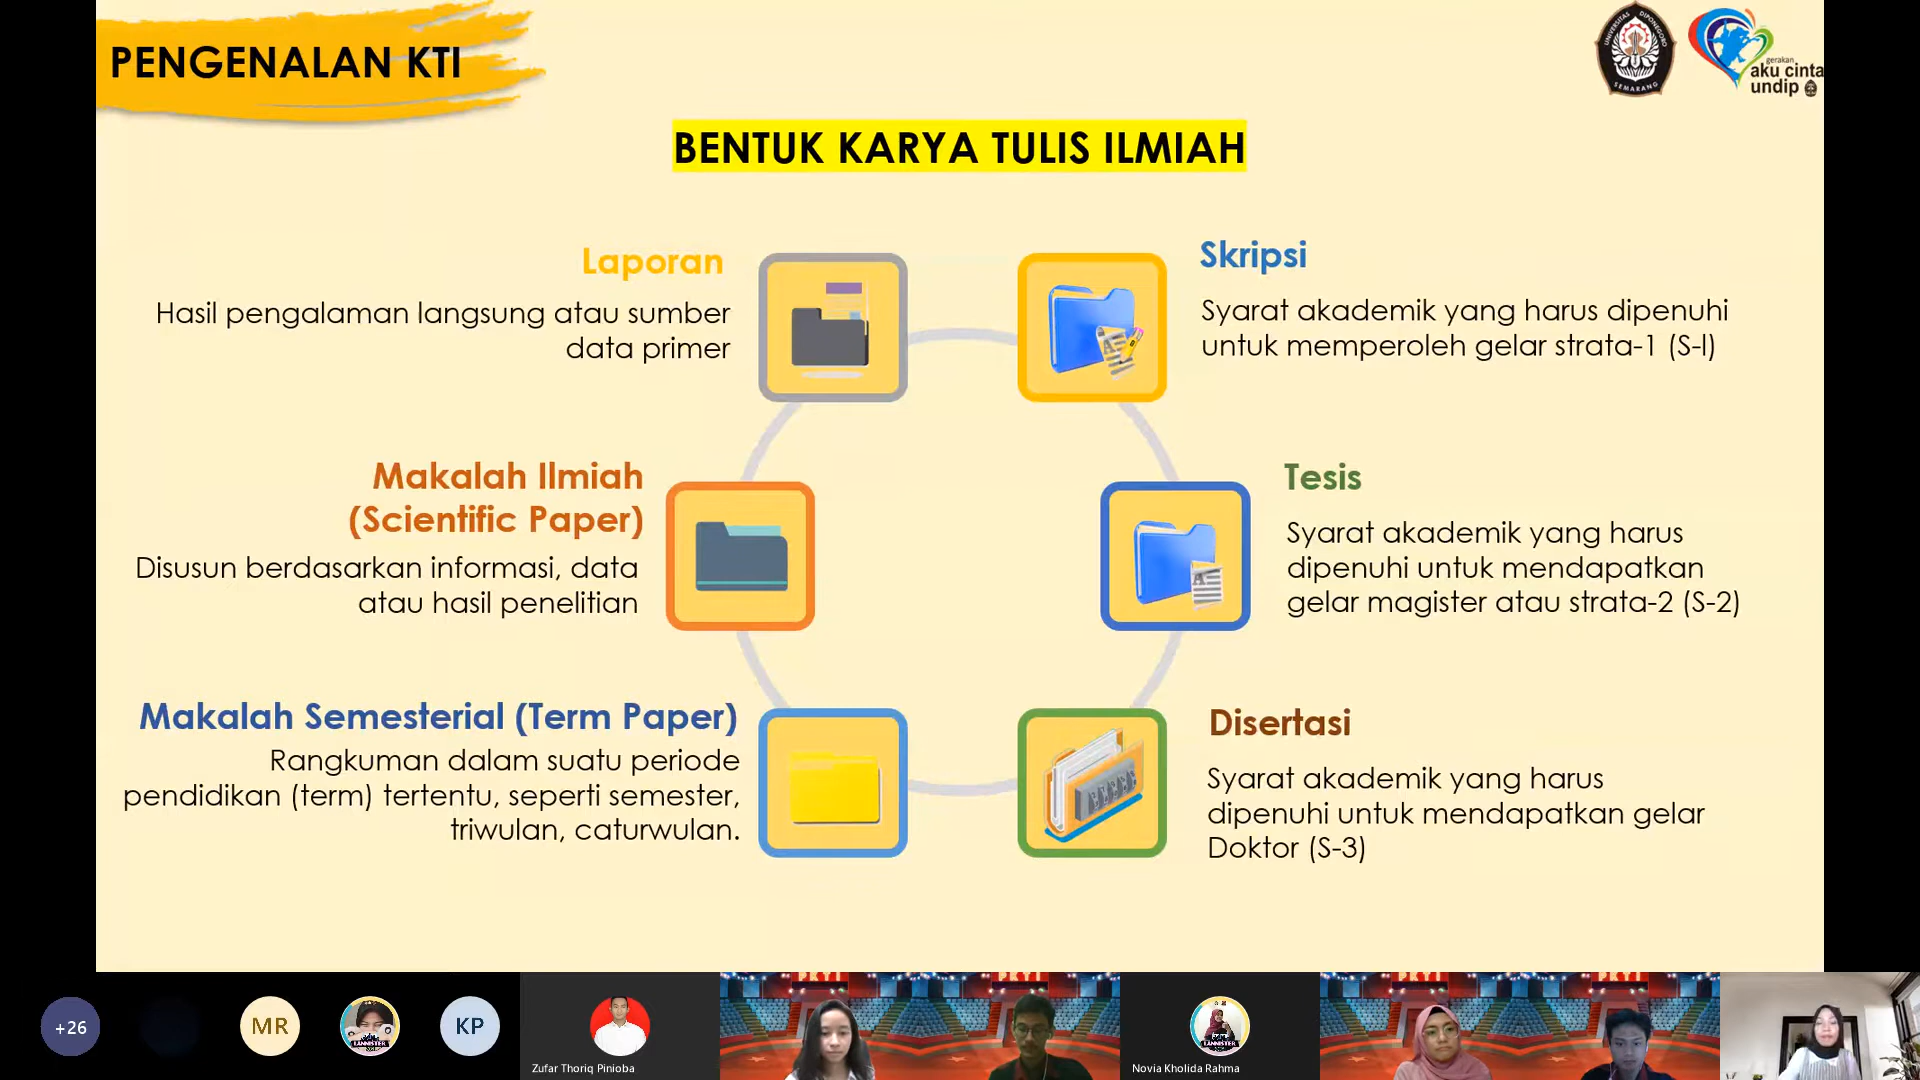 PENGENALAN KTI
UNIVERSITAS DIPONEGORO
SEMARANG
gerakan
aku cinta
undip
BENTUK KARYA TULIS ILMIAH
Laporan
Hasil pengalaman langsung atau sumber
data primer
Makalah Ilmiah
(Scientific Paper)
Disusun berdasarkan informasi, data
atau hasil penelitian
Makalah Semesterial (Term Paper)
Rangkuman dalam suatu periode
pendidikan (term) tertentu, seperti semester,
triwulan, caturwulan.
Skripsi
Syarat akademik yang harus dipenuhi
untuk memperoleh gelar strata-1 (S-l)
Tesis
Syarat akademik yang harus
dipenuhi untuk mendapatkan
gelar magister atau strata-2 (S-2)
Disertasi
Syarat akademik yang harus
dipenuhi untuk mendapatkan gelar
Doktor (S-3)
+26
MR
LANNISTER
KP
Zufar Thoriq Pinioba
Novia Kholida Rahma